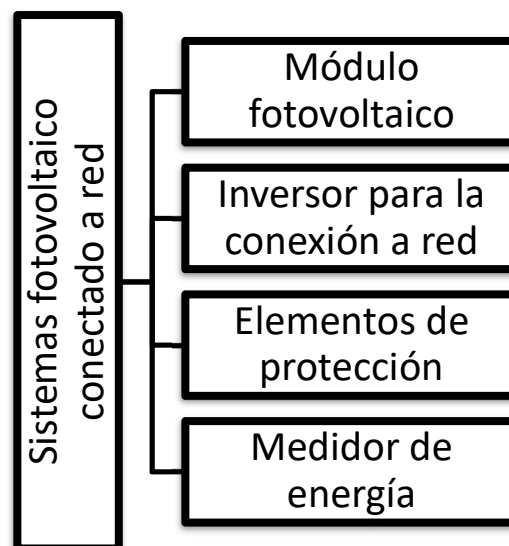 Sistemas fotovoltaico
conectado a red
Módulo
fotovoltaico
Inversor para la
conexión a red
Elementos de
protección
Medidor de
energía